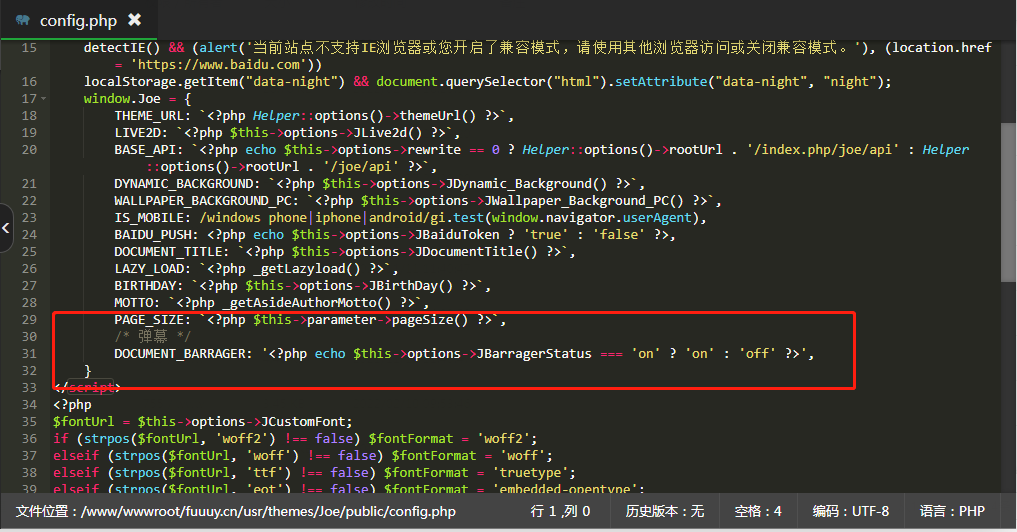 config.php ✖
15 detectIE() && (alert('当前站点不支持IE浏览器或您开启了兼容模式，请使用其他浏览器访问或关闭兼容模式。'), (location.href
= 'https://www.baidu.com'))
16 localStorage.getItem("data-night") && document.querySelector("html").setAttribute("data-night", "night");
17 window.Joe = {
18 THEME_URL: `<?php Helper::options()->themeUrl() ?>`,
19 LIVE2D: `<?php $this->options->JLive2d() ?>`,
20 BASE_API: `<?php echo $this->options->rewrite == 0 ? Helper::options()->rootUrl . '/index.php/joe/api' : Helper
::options()->rootUrl . '/joe/api' ?>`,
21 DYNAMIC_BACKGROUND: `<?php $this->options->JDynamic_Background() ?>`,
22 WALLPAPER_BACKGROUND_PC: `<?php $this->options->JWallpaper_Background_PC() ?>`,
23 IS_MOBILE: /windows phone|iphone|android/gi.test(window.navigator.userAgent),
24 BAIDU_PUSH: <?php echo $this->options->JBaiduToken ? 'true' : 'false' ?>,
25 DOCUMENT_TITLE: `<?php $this->options->JDocumentTitle() ?>`,
26 LAZY_LOAD: `<?php _getLazyload() ?>`,
27 BIRTHDAY: `<?php $this->options->JBirthDay() ?>`,
28 MOTTO: `<?php _getAsideAuthorMotto() ?>`,
29 PAGE_SIZE: `<?php $this->parameter->pageSize() ?>`,
30 /* 弹幕 */
31 DOCUMENT_BARRAGER: '<?php echo $this->options->JBarragerStatus === 'on' ? 'on' : 'off' ?>',
32 }
33 </script>
34 <?php
35 $fontUrl = $this->options->JCustomFont;
36 if (strpos($fontUrl, 'woff2') !== false) $fontFormat = 'woff2';
37 elseif (strpos($fontUrl, 'woff') !== false) $fontFormat = 'woff';
38 elseif (strpos($fontUrl, 'ttf') !== false) $fontFormat = 'truetype';
39 elseif (strpos($fontUrl, 'eot') !== false) $fontFormat = 'embedded-opentype';
文件位置：/www/wwwroot/fuuuy.cn/usr/themes/Joe/public/config.php 行 1 ,列 0 历史版本：无 空格：4 编码：UTF-8 语言：PHP